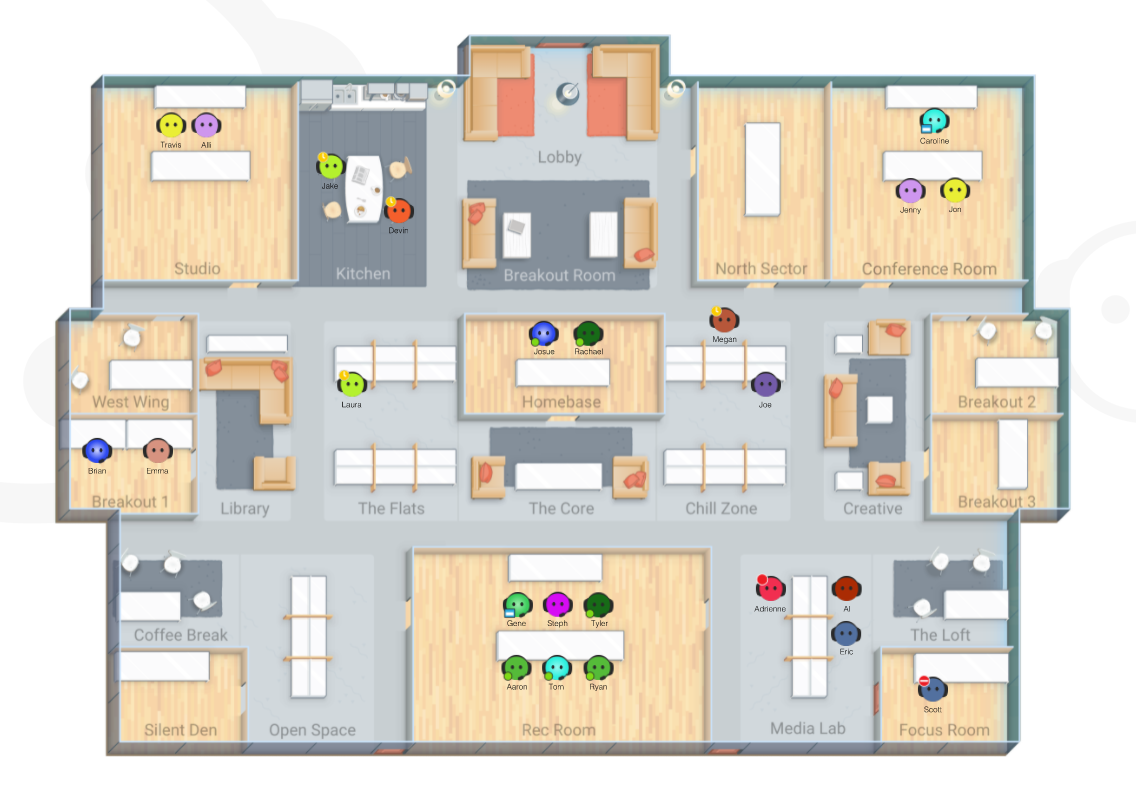 Lobby
Travis
Alli
Caroline
Jake
Jenny
Jon
Devin
Studio
Kitchen
Breakout Room
North Sector
Conference Room
Megan
Josue
Rachael
Laura
Joe
West Wing
Homebase
Breakout 2
Brian
Emma
Breakout 1
Library
The Flats
The Core
Chill Zone
Creative
Breakout 3
Adrienne
Al
Gene
Steph
Tyler
Coffee Break
The Loft
Eric
Aaron
Tom
Ryan
Scott
Silent Den
Open Space
Rec Room
Media Lab
Focus Room